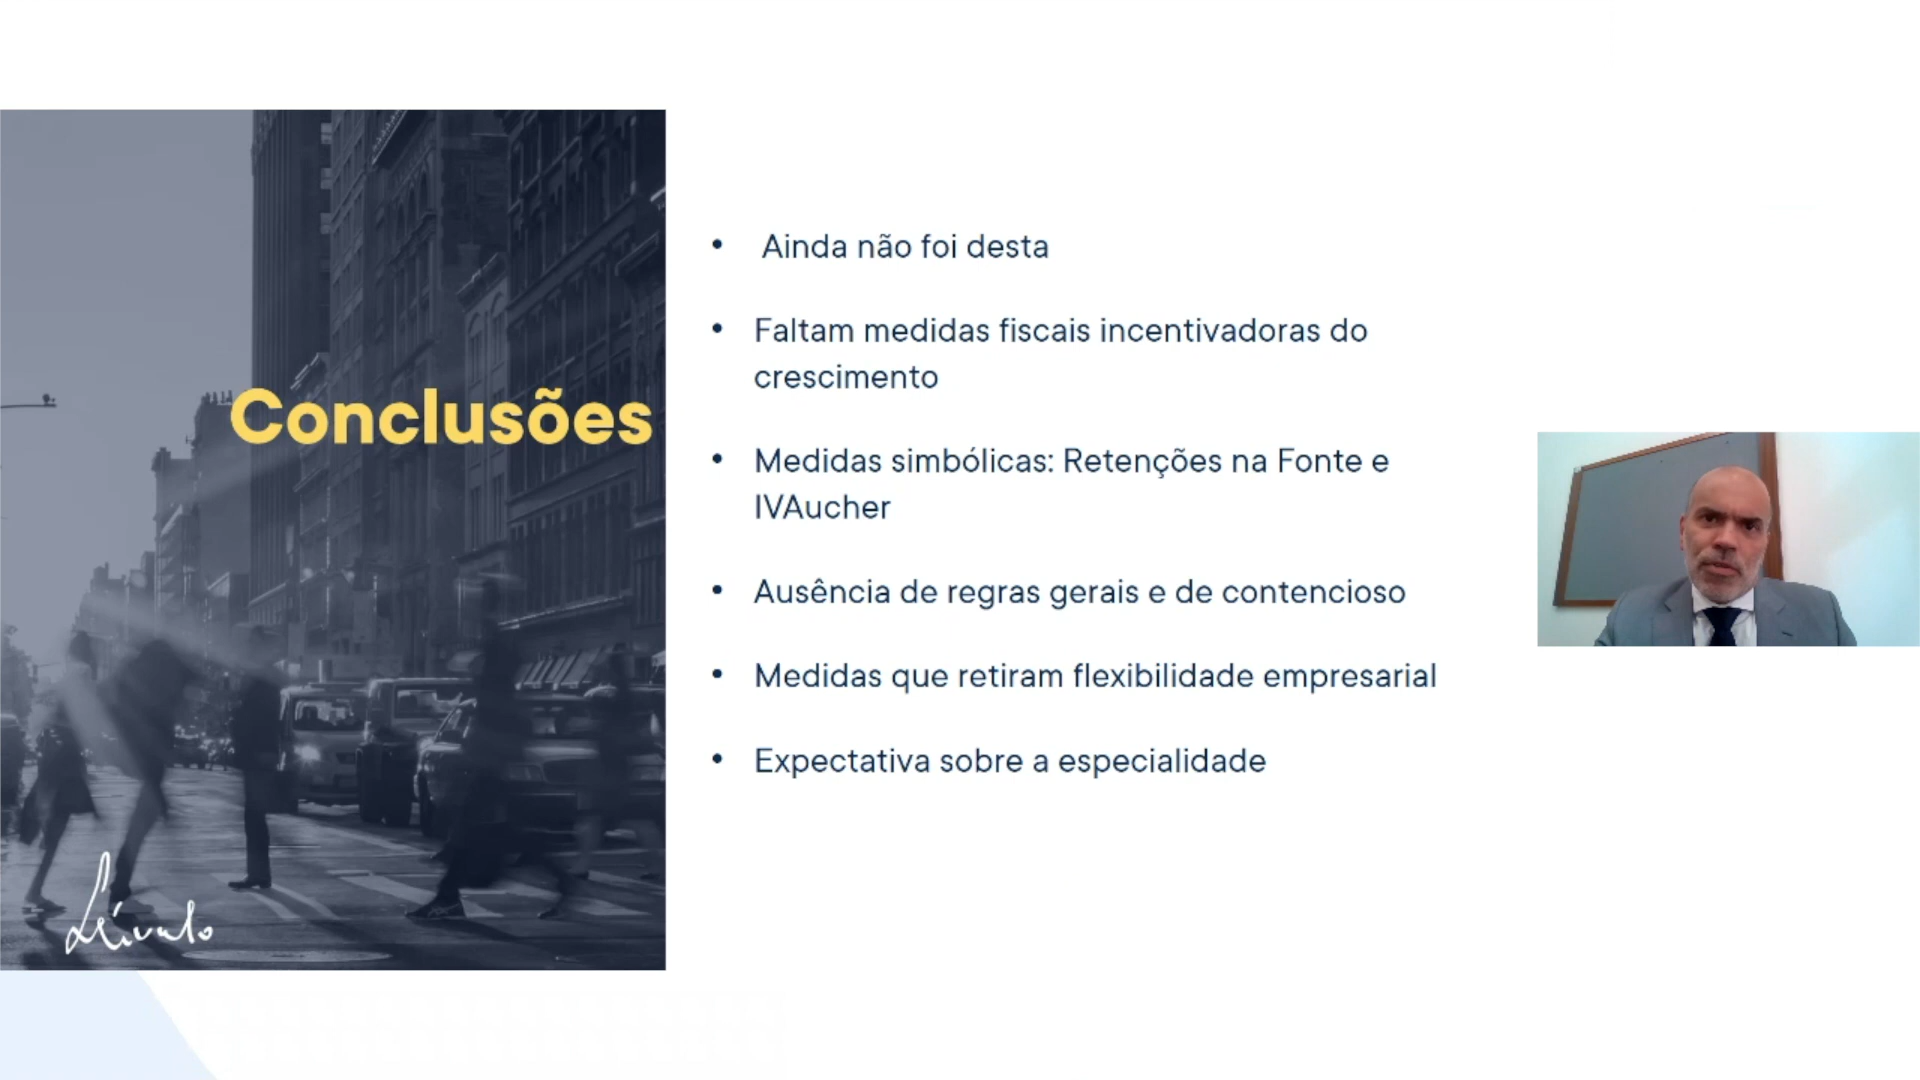 Conclusões
• Ainda não foi desta
• Faltam medidas fiscais incentivadoras do
crescimento
• Medidas simbólicas: Retenções na Fonte e
IVAucher
• Ausência de regras gerais e de contencioso
• Medidas que retiram flexibilidade empresarial
• Expectativa sobre a especialidade